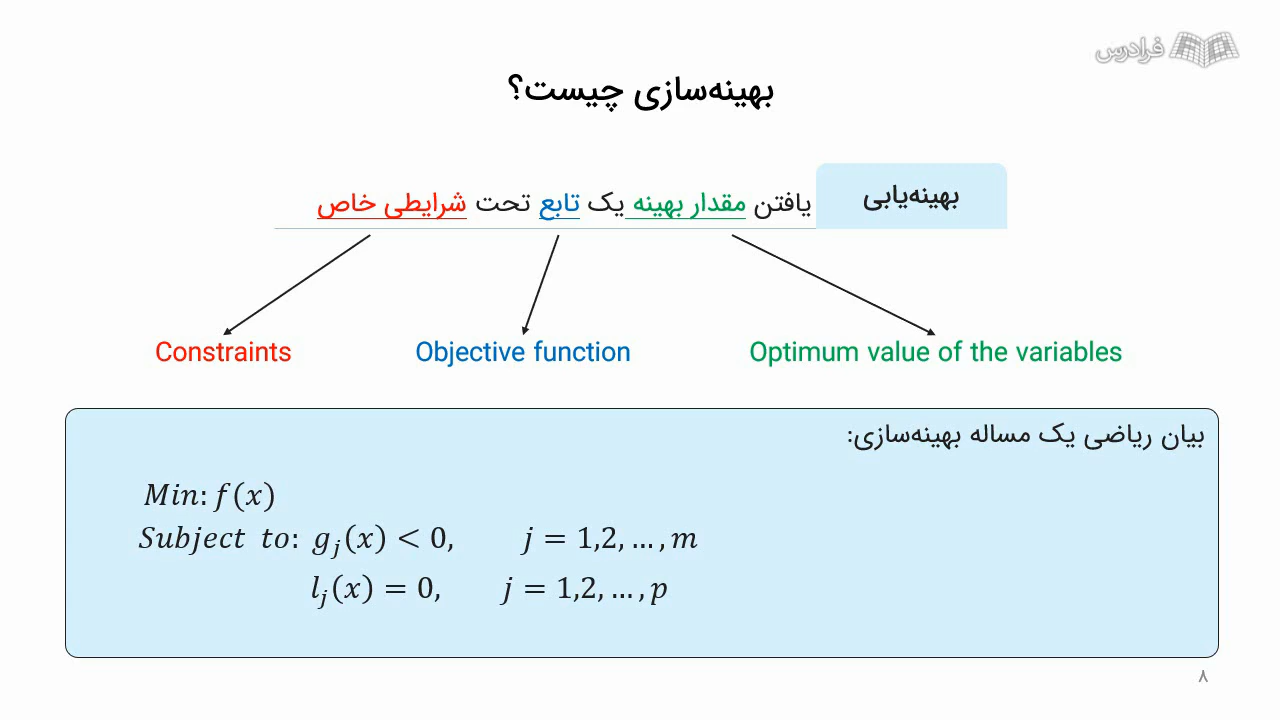 فرادرس
بهینه‌سازی چیست؟
بهینه‌یابی
یافتن مقدار بهینه یک تابع تحت شرایطی خاص
Constraints
Objective function
Optimum value of the variables
بیان ریاضی یک مساله بهینه‌سازی:
Min: f(x)
Subject to: g_j(x) < 0, j = 1,2, … , m
l_j(x) = 0, j = 1,2, … , p
۸